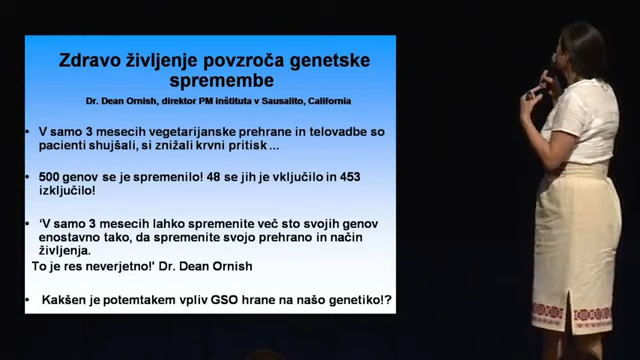 Zdravo življenje povzroča genetske
spremembe
Dr. Dean Ornish, direktor PM inštituta v Sausalito, California
• V samo 3 mesecih vegetarijanske prehrane in telovadbe so
pacienti shujšali, si znižali krvni pritisk ...
• 500 genov se je spremenilo! 48 se jih je vključilo in 453
izključilo!
• 'V samo 3 mesecih lahko spremenite več sto svojih genov
enostavno tako, da spremenite svojo prehrano in način
življenja.
To je res neverjetno!' Dr. Dean Ornish
• Kakšen je potemtakem vpliv GSO hrane na našo genetiko!?